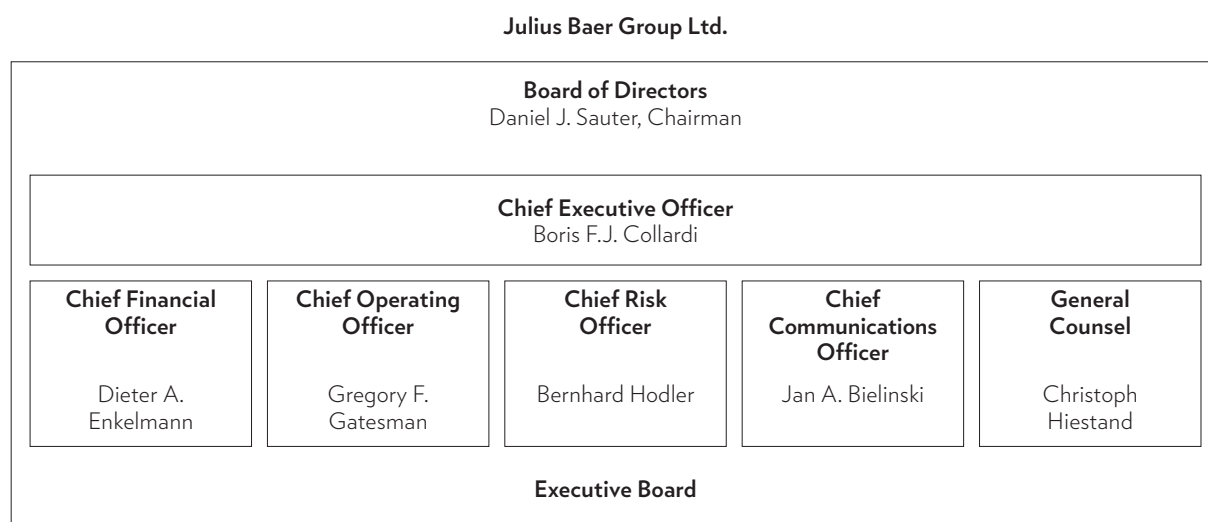 Julius Baer Group Ltd.
Board of Directors
Daniel J. Sauter, Chairman
Chief Executive Officer
Boris F.J. Collardi
Chief Financial
Officer
Dieter A.
Enkelmann
Chief Operating
Officer
Gregory F.
Gatesman
Chief Risk
Officer
Bernhard Hodler
Chief
Communications
Officer
Jan A. Bielinski
General
Counsel
Christoph
Hiestand
Executive Board